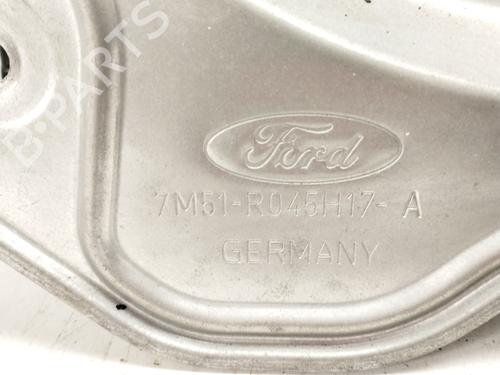 B-PARTS
Ford
7M51-R045H17- A
GERMANY